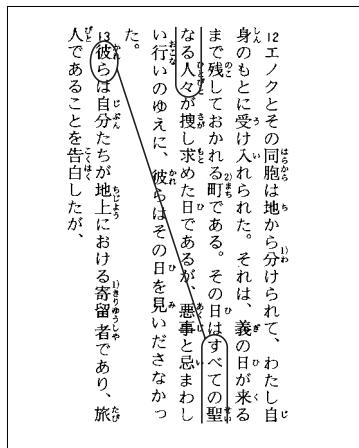 12エノクとその同胞は地から分けられて、わたし自
身のもとに受け入れられた。それは、義の日が来る
まで残しておかれる町である。その日はすべての聖
なる人々が捜し求めた日であるが、悪事と忌まわし
い行いのゆえに、彼らはその日を見いださなかっ
た。
13彼らは自分たちが地上における寄留者であり、旅
人であることを告白したが、